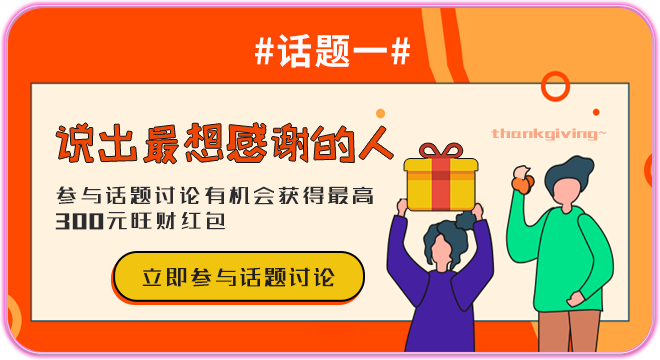 #话题一#
说出最想感谢的人
thankgiving~
参与话题讨论有机会获得最高
300元旺财红包
立即参与话题讨论